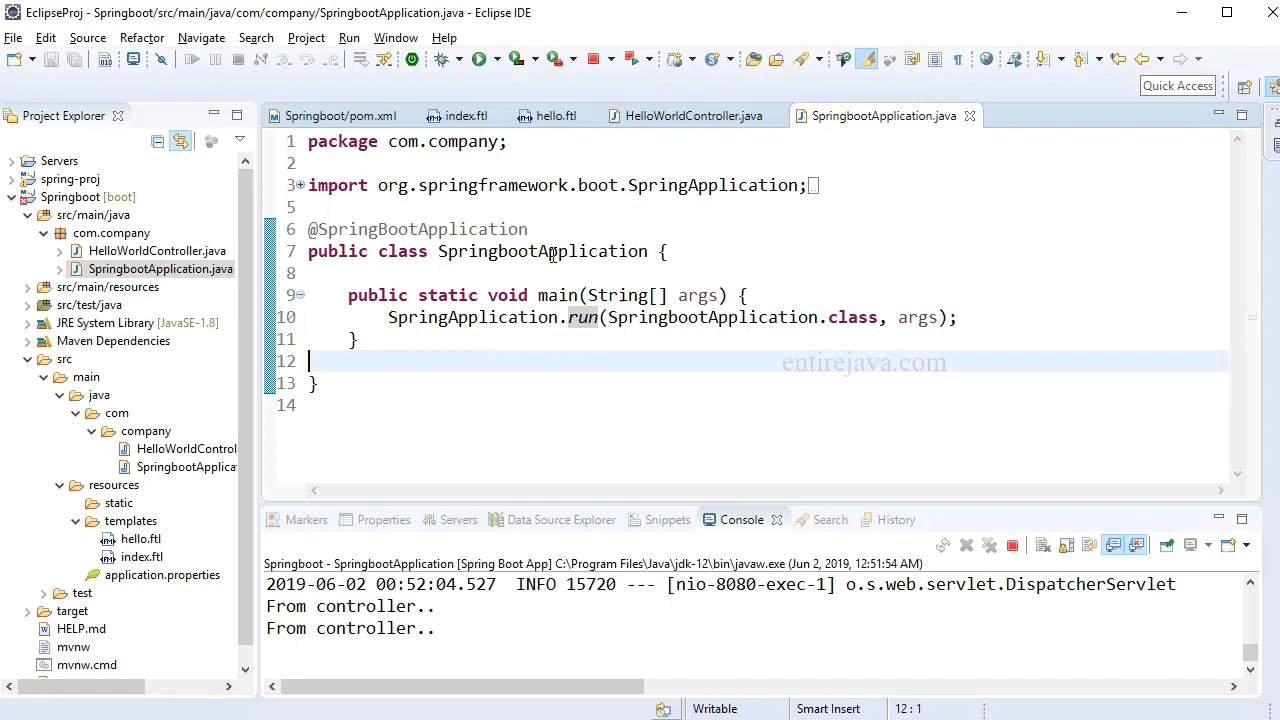 EclipseProj - Springboot/src/main/java/com/company/SpringbootApplication.java - Eclipse IDE
File Edit Source Refactor Navigate Search Project Run Window Help
Quick Access
Project Explorer
Servers
spring-proj
Springboot [boot]
src/main/java
com.company
HelloWorldController.java
SpringbootApplication.java
src/main/resources
src/test/java
JRE System Library [JavaSE-1.8]
Maven Dependencies
src
main
java
com
company
HelloWorldControl
SpringbootApplica
resources
static
templates
hello.ftl
index.ftl
application.properties
test
target
HELP.md
mvnw
mvnw.cmd
Springboot/pom.xml index.ftl hello.ftl HelloWorldController.java SpringbootApplication.java
1 package com.company;
2
3 import org.springframework.boot.SpringApplication;
5
6 @SpringBootApplication
7 public class SpringbootApplication {
8
9 public static void main(String[] args) {
10 SpringApplication.run(SpringbootApplication.class, args);
11 }
12
entirejava.com
13 }
14
Markers Properties Servers Data Source Explorer Snippets Console Search History
Springboot - SpringbootApplication [Spring Boot App] C:\Program Files\Java\jdk-12\bin\javaw.exe (Jun 2, 2019, 12:51:54 AM)
2019-06-02 00:52:04.527 INFO 15720 --- [nio-8080-exec-1] o.s.web.servlet.DispatcherServlet
From controller..
From controller..
Writable Smart Insert 12 : 1